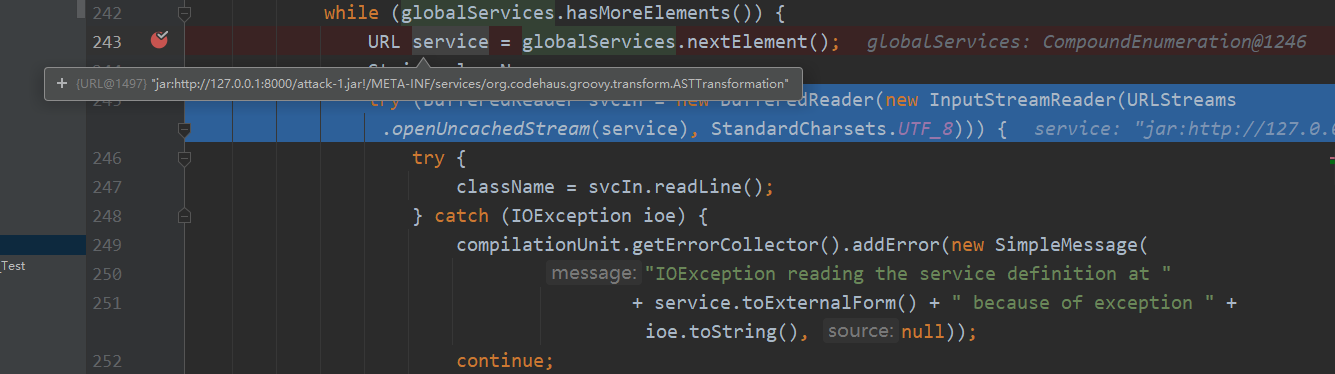 242 while (globalServices.hasMoreElements()) {
243 URL service = globalServices.nextElement(); globalServices: CompoundEnumeration@1246
+ {URL@1497} "jar:http://127.0.0.1:8000/attack-1.jar!/META-INF/services/org.codehaus.groovy.transform.ASTTransformation"
try (BufferedReader svcIn = new BufferedReader(new InputStreamReader(URLStreams
.openUncachedStream(service), StandardCharsets.UTF_8))) { service: "jar:http://127.0.
246 try {
247 className = svcIn.readLine();
248 } catch (IOException ioe) {
249 compilationUnit.getErrorCollector().addError(new SimpleMessage(
_Test
250 message: "IOException reading the service definition at "
251 + service.toExternalForm() + " because of exception " +
ioe.toString(), source: null));
252 continue;